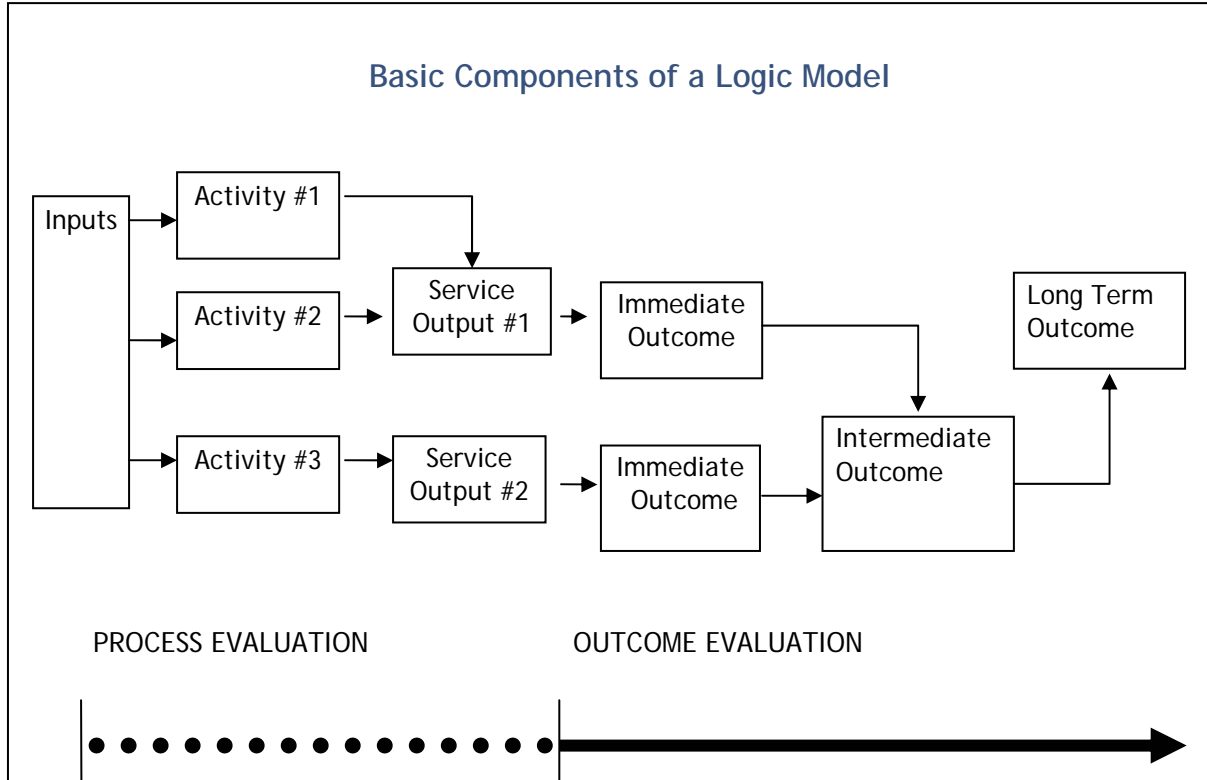 Basic Components of a Logic Model
Inputs
Activity #1
Activity #2
Activity #3
Service
Output #1
Service
Output #2
Immediate
Outcome
Immediate
Outcome
Intermediate
Outcome
Long Term
Outcome
PROCESS EVALUATION
OUTCOME EVALUATION